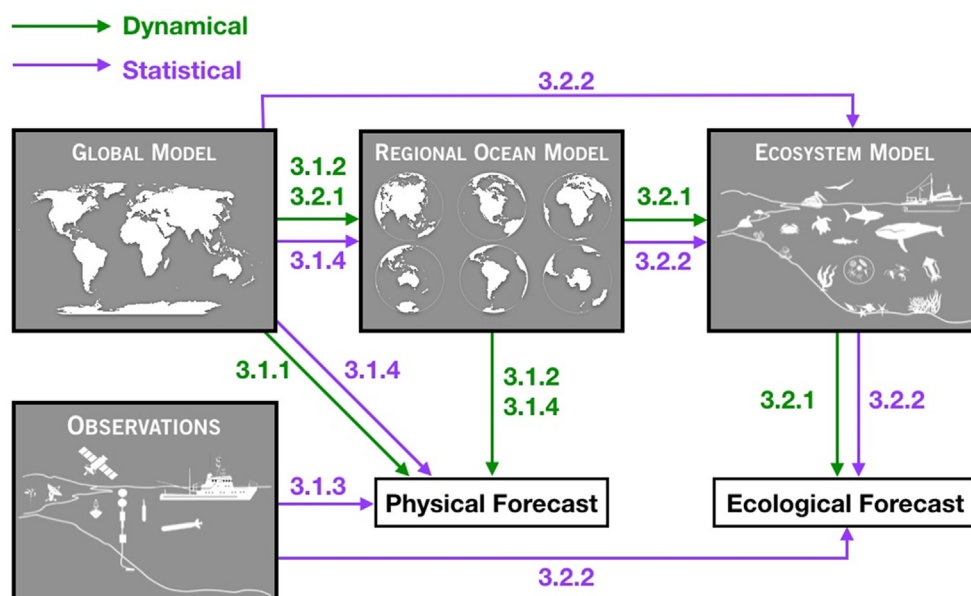 Dynamical
Statistical
3.2.2
GLOBAL MODEL
REGIONAL OCEAN MODEL
ECOSYSTEM MODEL
3.1.2
3.2.1
3.1.4
3.2.1
3.2.2
3.1.1
3.1.4
3.1.2
3.1.4
3.2.1
3.2.2
OBSERVATIONS
3.1.3
Physical Forecast
Ecological Forecast
3.2.2